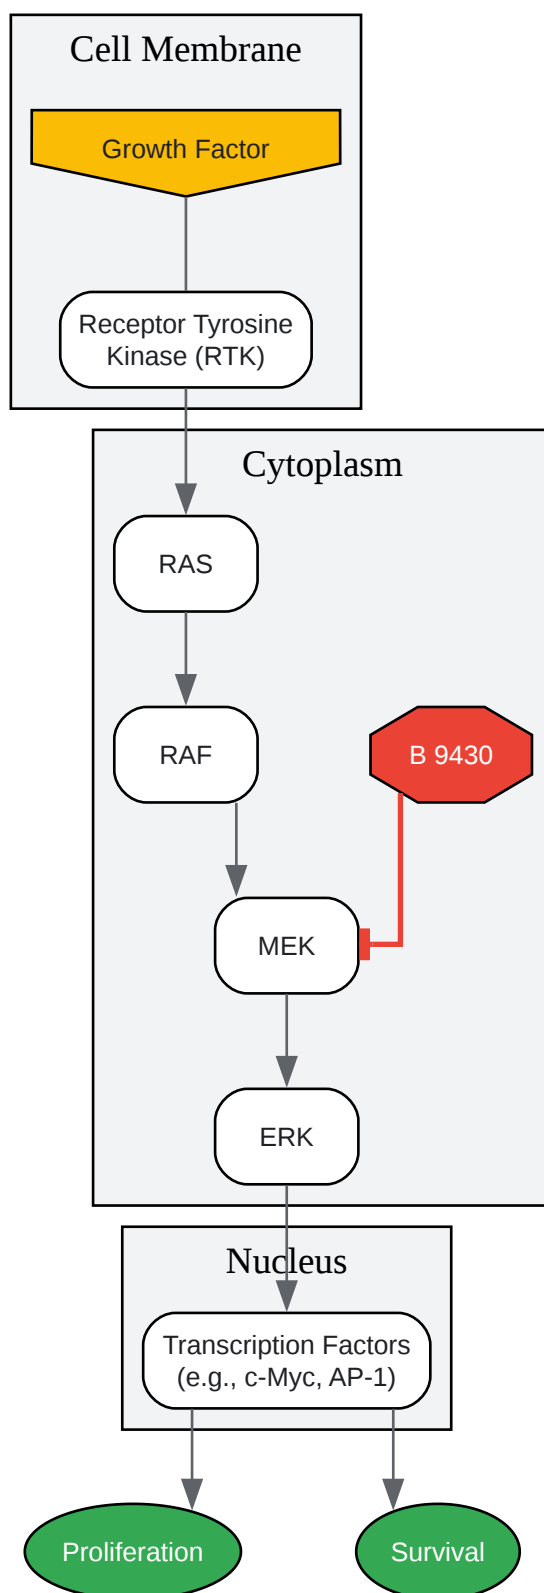 Cell Membrane
Growth Factor
Receptor Tyrosine
Kinase (RTK)
Cytoplasm
RAS
RAF
B 9430
MEK
ERK
Nucleus
Transcription Factors
(e.g., c-Myc, AP-1)
Proliferation
Survival